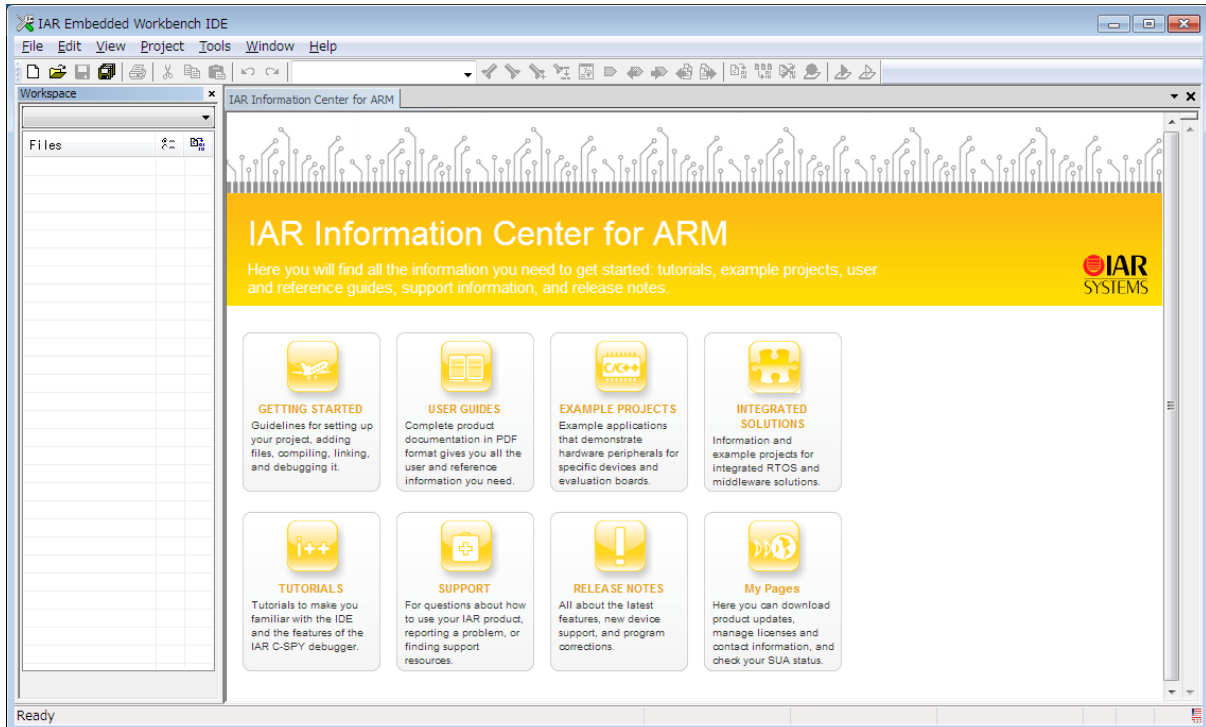 IAR Embedded Workbench IDE
File Edit View Project Tools Window Help
Workspace
IAR Information Center for ARM
Files
IAR Information Center for ARM
Here you will find all the information you need to get started: tutorials, example projects, user
and reference guides, support information, and release notes.
IAR
SYSTEMS
GETTING STARTED
Guidelines for setting up
your project, adding
files, compiling, linking,
and debugging it.
USER GUIDES
Complete product
documentation in PDF
format gives you all the
user and reference
information you need.
C/C++
EXAMPLE PROJECTS
Example applications
that demonstrate
hardware peripherals for
specific devices and
evaluation boards.
INTEGRATED
SOLUTIONS
Information and
example projects for
integrated RTOS and
middleware solutions.
i++
TUTORIALS
Tutorials to make you
familiar with the IDE
and the features of the
IAR C-SPY debugger.
SUPPORT
For questions about how
to use your IAR product,
reporting a problem, or
finding support
resources.
RELEASE NOTES
All about the latest
features, new device
support, and program
corrections.
My Pages
Here you can download
product updates,
manage licenses and
contact information, and
check your SUA status.
Ready